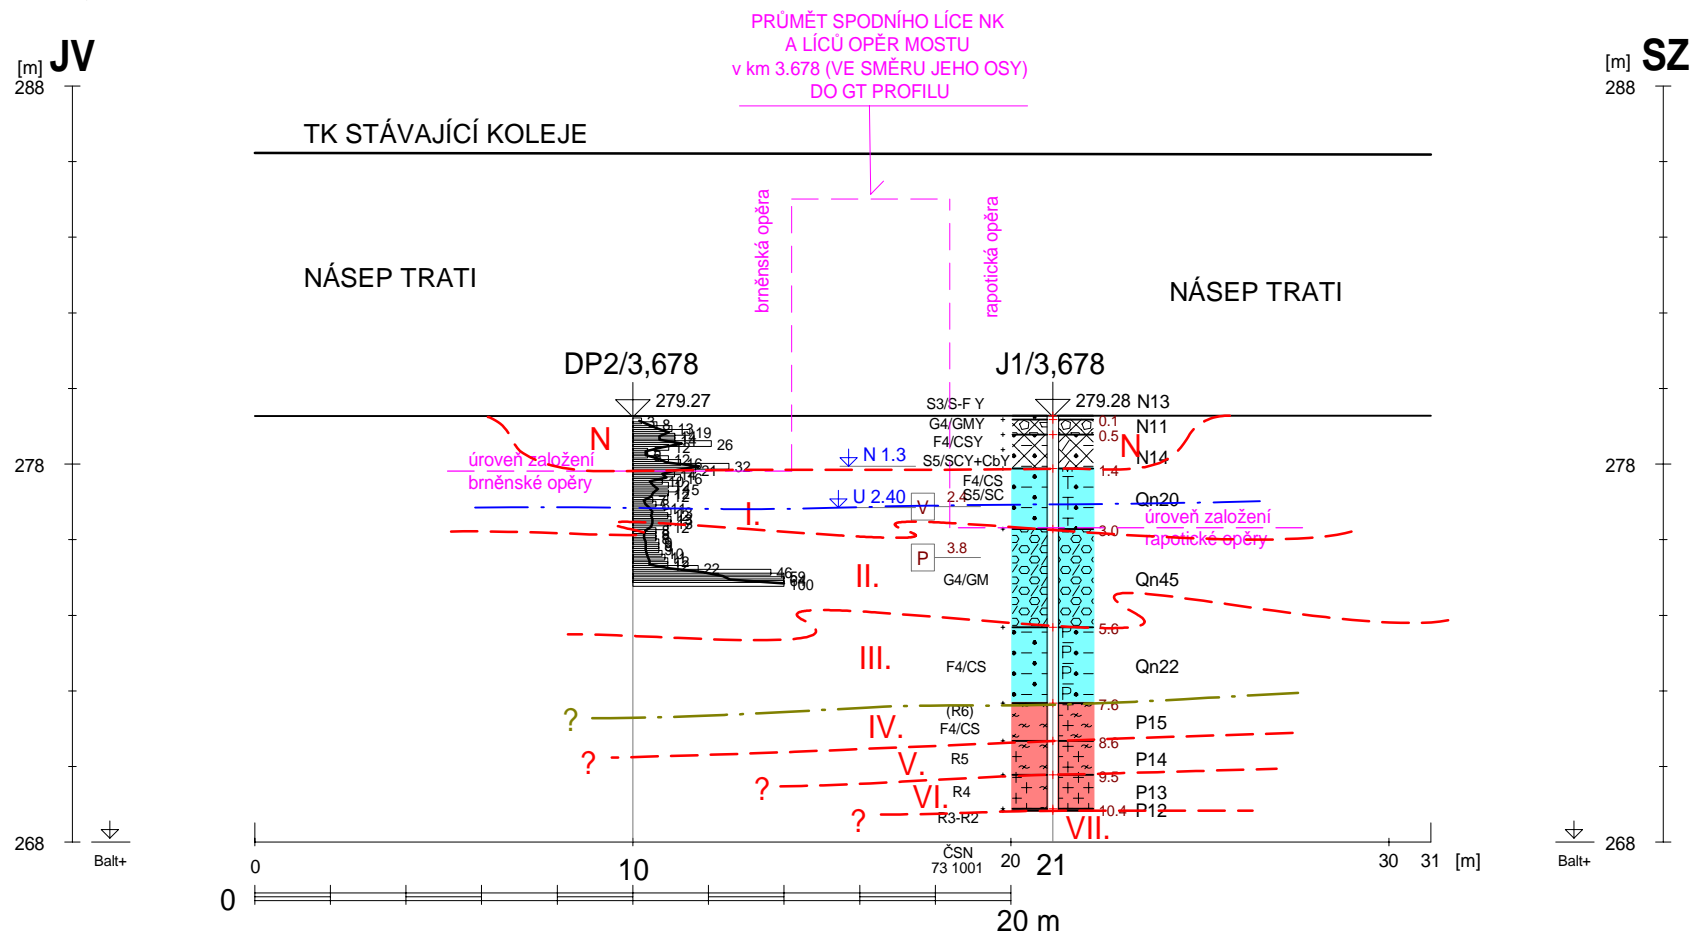 PRŮMĚT SPODNÍHO LÍCE NK
A LÍCŮ OPĚR MOSTU
v km 3.678 (VE SMĚRU JEHO OSY)
DO GT PROFILU
[m] JV
[m] SZ
288
288
TK STÁVAJÍCÍ KOLEJE
brněnská opěra
rapotická opěra
NÁSEP TRATI
NÁSEP TRATI
DP2/3,678
J1/3,678
279.27
S3/S-F Y
279.28
N13
0.1
G4/GMY
N11
0.5
F4/CSY
N
N
26
32
N 1.3
S5/SCY+CbY
N14
1.4
úroveň založení
brněnské opěry
278
278
F4/CS
S5/SC
U 2.40
V
2.4
Qn20
I.
úroveň založení
rapotické opěry
3.0
P
3.8
22
46
100
II.
G4/GM
Qn45
5.6
III.
F4/CS
Qn22
7.6
?
(R6)
IV.
F4/CS
P15
8.6
?
V.
R5
P14
9.5
?
VI.
R4
P13
10.4
P12
?
R3-R2
VII.
268
268
Balt+
Balt+
0
10
ČSN
73 1001
20
21
30
31
[m]
0
20 m